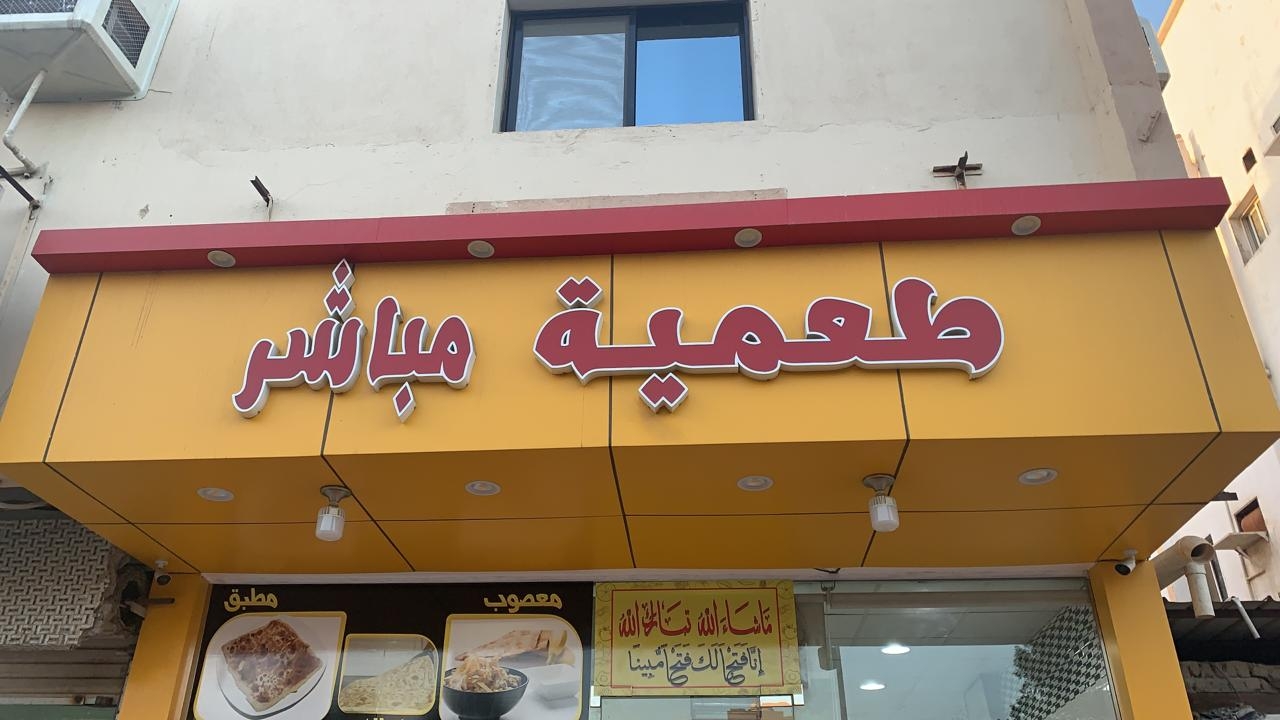 طعمية مباشر
معصوب
مطبق
ماشاء الله تبارك الله
إنا فتحنا لك فتحا مبينا